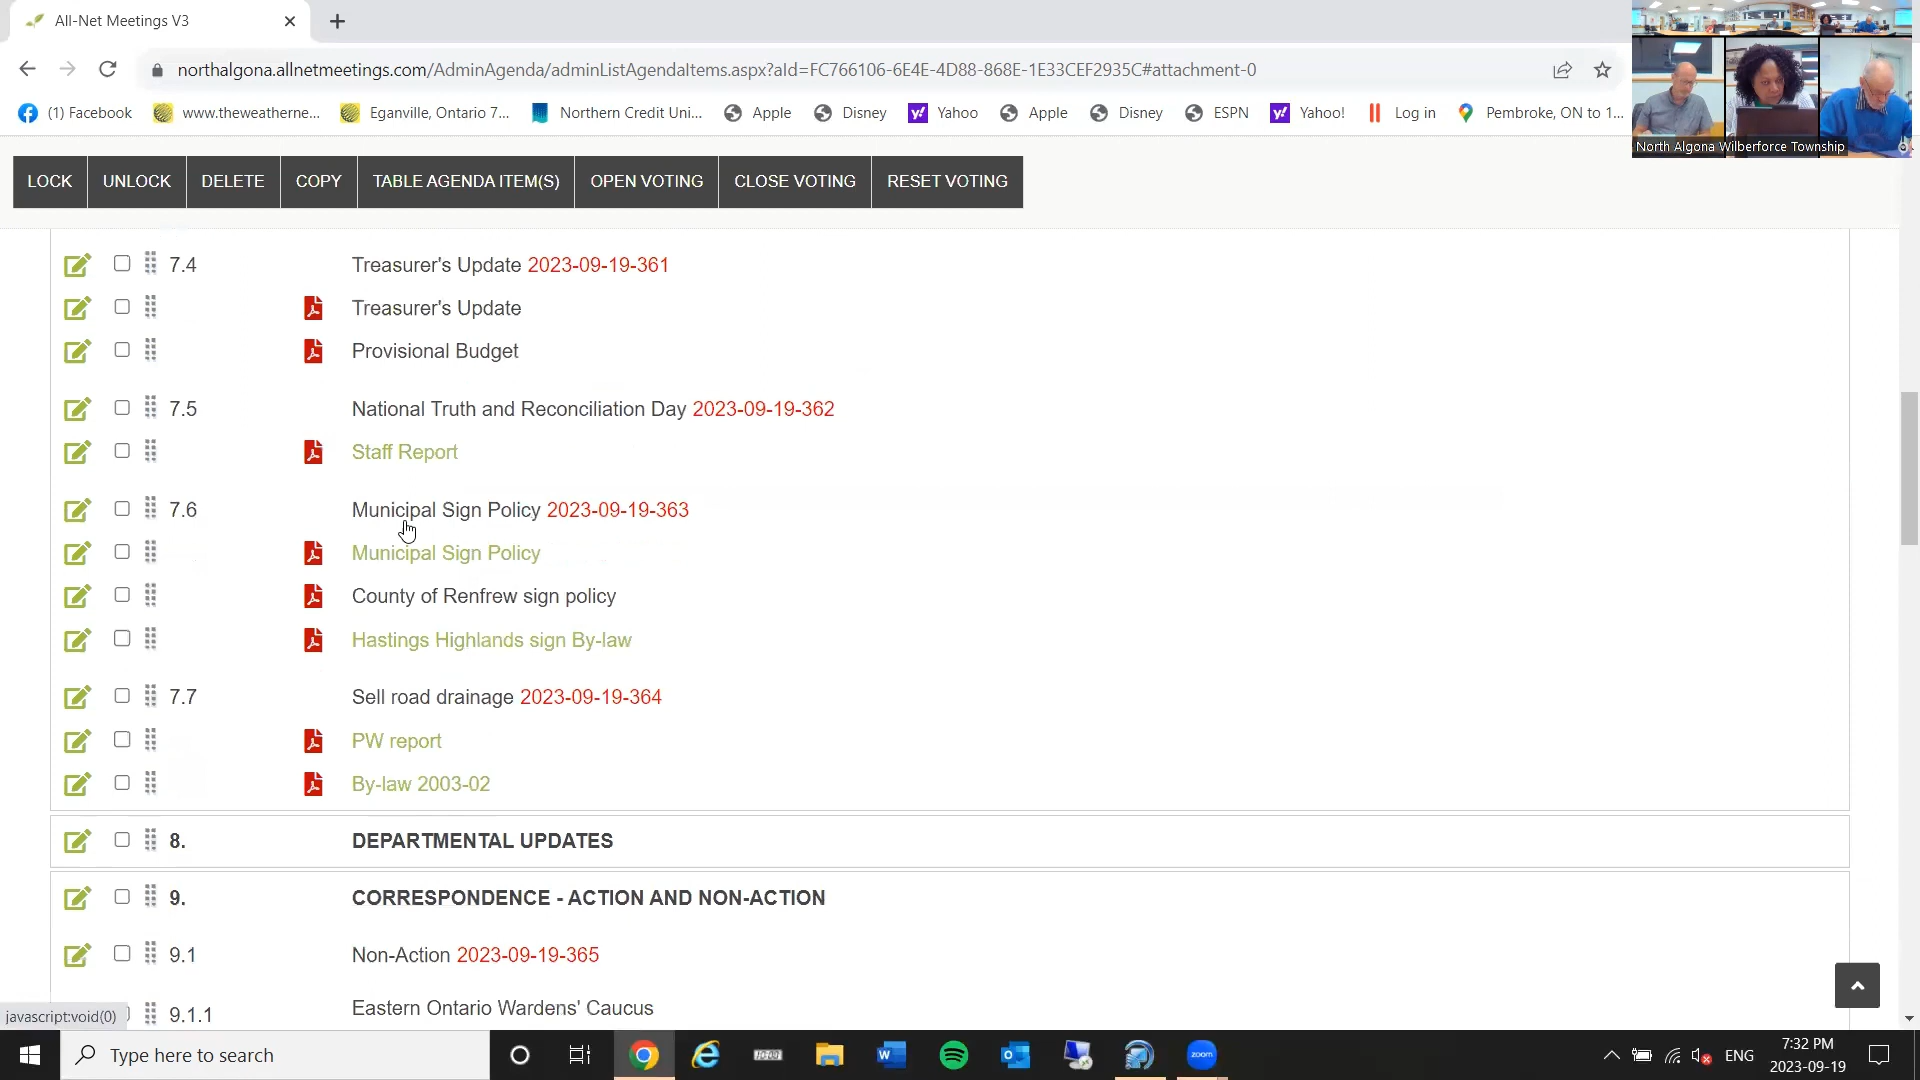 All-Net Meetings V3
northalgona.allnetmeetings.com/AdminAgenda/adminListAgendaItems.aspx?aId=FC766106-6E4E-4D88-868E-1E33CEF2935C#attachment-0
(1) Facebook www.theweatherne... Eganville, Ontario 7... Northern Credit Uni... Apple Disney Yahoo Apple Disney ESPN Yahoo! Log in Pembroke, ON to 1...
North Algona Wilberforce Township
LOCK UNLOCK DELETE COPY TABLE AGENDA ITEM(S) OPEN VOTING CLOSE VOTING RESET VOTING
7.4 Treasurer's Update 2023-09-19-361
Treasurer's Update
Provisional Budget
7.5 National Truth and Reconciliation Day 2023-09-19-362
Staff Report
7.6 Municipal Sign Policy 2023-09-19-363
Municipal Sign Policy
County of Renfrew sign policy
Hastings Highlands sign By-law
7.7 Sell road drainage 2023-09-19-364
PW report
By-law 2003-02
8. DEPARTMENTAL UPDATES
9. CORRESPONDENCE - ACTION AND NON-ACTION
9.1 Non-Action 2023-09-19-365
9.1.1 Eastern Ontario Wardens' Caucus
javascript:void(0)
Type here to search
zoom
ENG
7:32 PM
2023-09-19